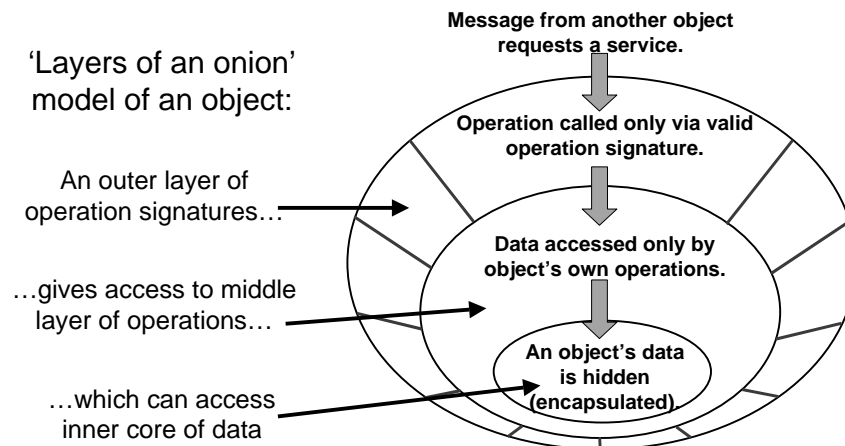 Message from another object
requests a service.
‘Layers of an onion’
model of an object:
Operation called only via valid
operation signature.
An outer layer of
operation signatures…
Data accessed only by
object’s own operations.
…gives access to middle
layer of operations…
An object’s data
is hidden
(encapsulated).
…which can access
inner core of data